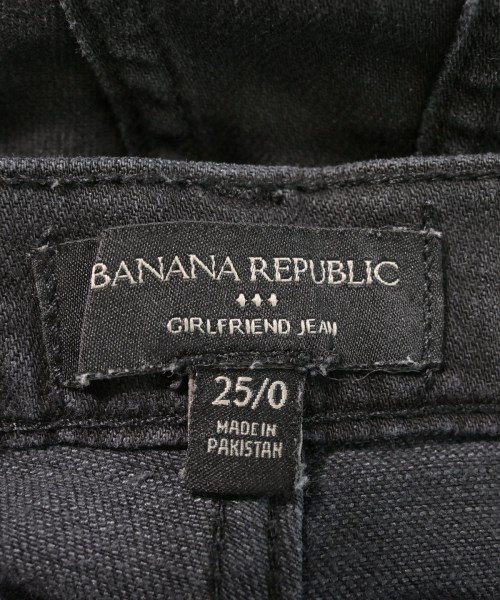 BANANA REPUBLIC
GIRLFRIEND JEAN
25/0
MADE IN
PAKISTAN